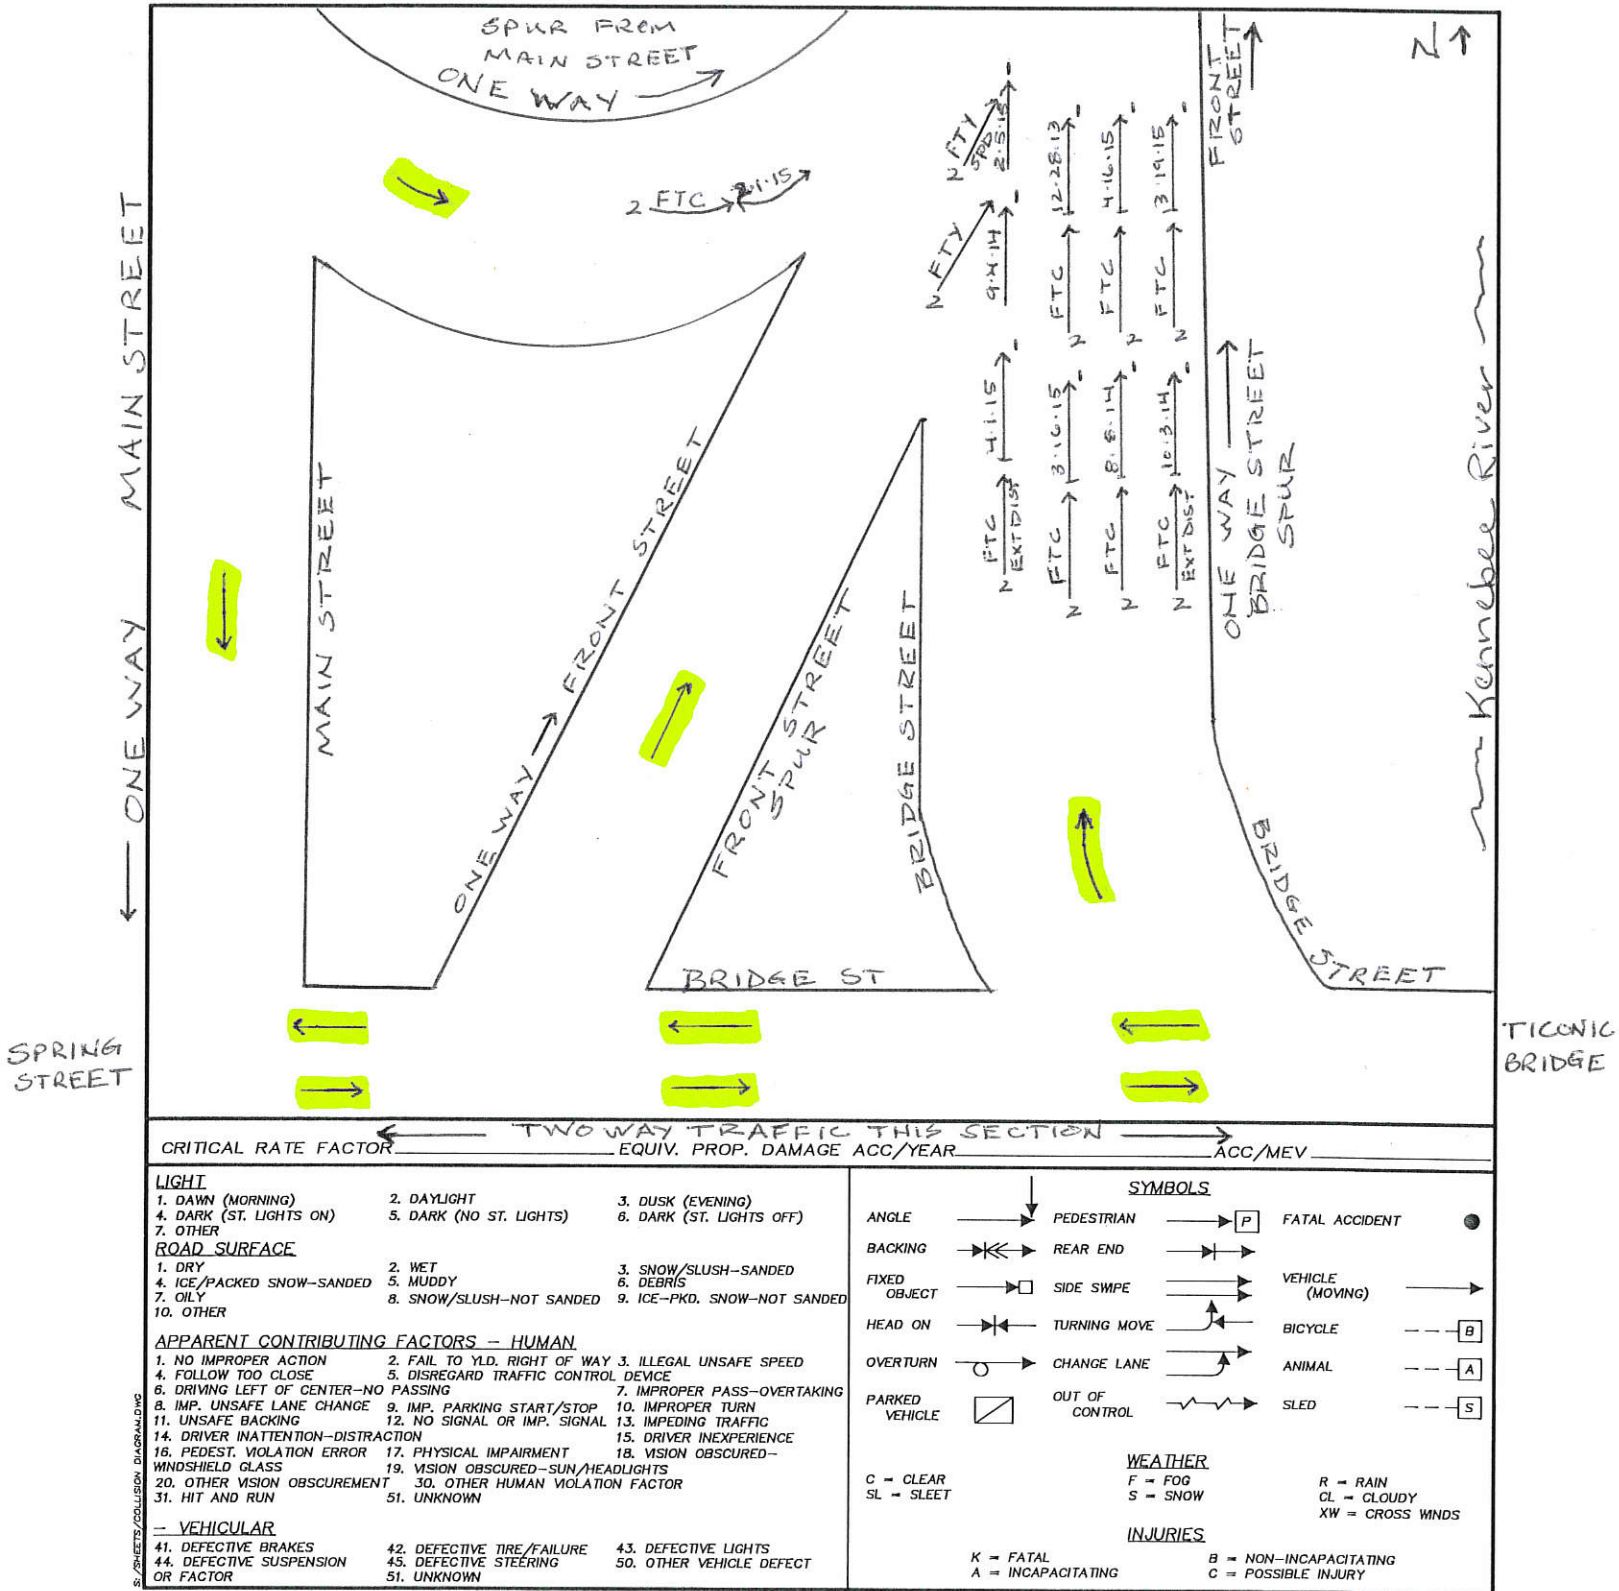 SPUR FROM
MAIN STREET
ONE WAY
N
FRONT
STREET
ONE WAY MAIN STREET
2 FTC 2·1·15
2 FTY SPD 2·5·15
12·28·13
4·16·15
3·19·15
2 FTY 9·4·14
2 FTC
2 FTC
2 FTC
4·1·15
3·16·15
8·8·14
10·3·14
2 FTC
EXT DIST
2 FTC
2 FTC
2 FTC
EXT DIST
ONE WAY
BRIDGE STREET
SPUR
Kennebec River
MAIN STREET
ONE WAY FRONT STREET
FRONT STREET
SPUR
BRIDGE STREET
BRIDGE STREET
BRIDGE ST
SPRING
STREET
TICONIC
BRIDGE
TWO WAY TRAFFIC THIS SECTION
CRITICAL RATE FACTOR EQUIV. PROP. DAMAGE ACC/YEAR ACC/MEV
LIGHT
1. DAWN (MORNING) 2. DAYLIGHT 3. DUSK (EVENING)
4. DARK (ST. LIGHTS ON) 5. DARK (NO ST. LIGHTS) 6. DARK (ST. LIGHTS OFF)
7. OTHER
ROAD SURFACE
1. DRY 2. WET 3. SNOW/SLUSH-SANDED
4. ICE/PACKED SNOW-SANDED 5. MUDDY 6. DEBRIS
7. OILY 8. SNOW/SLUSH-NOT SANDED 9. ICE-PKD. SNOW-NOT SANDED
10. OTHER
APPARENT CONTRIBUTING FACTORS - HUMAN
1. NO IMPROPER ACTION 2. FAIL TO YLD. RIGHT OF WAY 3. ILLEGAL UNSAFE SPEED
4. FOLLOW TOO CLOSE 5. DISREGARD TRAFFIC CONTROL DEVICE
6. DRIVING LEFT OF CENTER-NO PASSING 7. IMPROPER PASS-OVERTAKING
8. IMP. UNSAFE LANE CHANGE 9. IMP. PARKING START/STOP 10. IMPROPER TURN
11. UNSAFE BACKING 12. NO SIGNAL OR IMP. SIGNAL 13. IMPEDING TRAFFIC
14. DRIVER INATTENTION-DISTRACTION 15. DRIVER INEXPERIENCE
16. PEDEST. VIOLATION ERROR 17. PHYSICAL IMPAIRMENT 18. VISION OBSCURED-
WINDSHIELD GLASS 19. VISION OBSCURED-SUN/HEADLIGHTS
20. OTHER VISION OBSCUREMENT 30. OTHER HUMAN VIOLATION FACTOR
31. HIT AND RUN 51. UNKNOWN
- VEHICULAR
41. DEFECTIVE BRAKES 42. DEFECTIVE TIRE/FAILURE 43. DEFECTIVE LIGHTS
44. DEFECTIVE SUSPENSION 45. DEFECTIVE STEERING 50. OTHER VEHICLE DEFECT
OR FACTOR 51. UNKNOWN
S:/SHEETS/COLLISION DIAGRAM.DWG
SYMBOLS
ANGLE PEDESTRIAN P FATAL ACCIDENT
BACKING REAR END
FIXED OBJECT SIDE SWIPE VEHICLE (MOVING)
HEAD ON TURNING MOVE BICYCLE B
OVERTURN CHANGE LANE ANIMAL A
PARKED VEHICLE OUT OF CONTROL SLED S
WEATHER
C = CLEAR F = FOG R = RAIN
SL = SLEET S = SNOW CL = CLOUDY
XW = CROSS WINDS
INJURIES
K = FATAL B = NON-INCAPACITATING
A = INCAPACITATING C = POSSIBLE INJURY